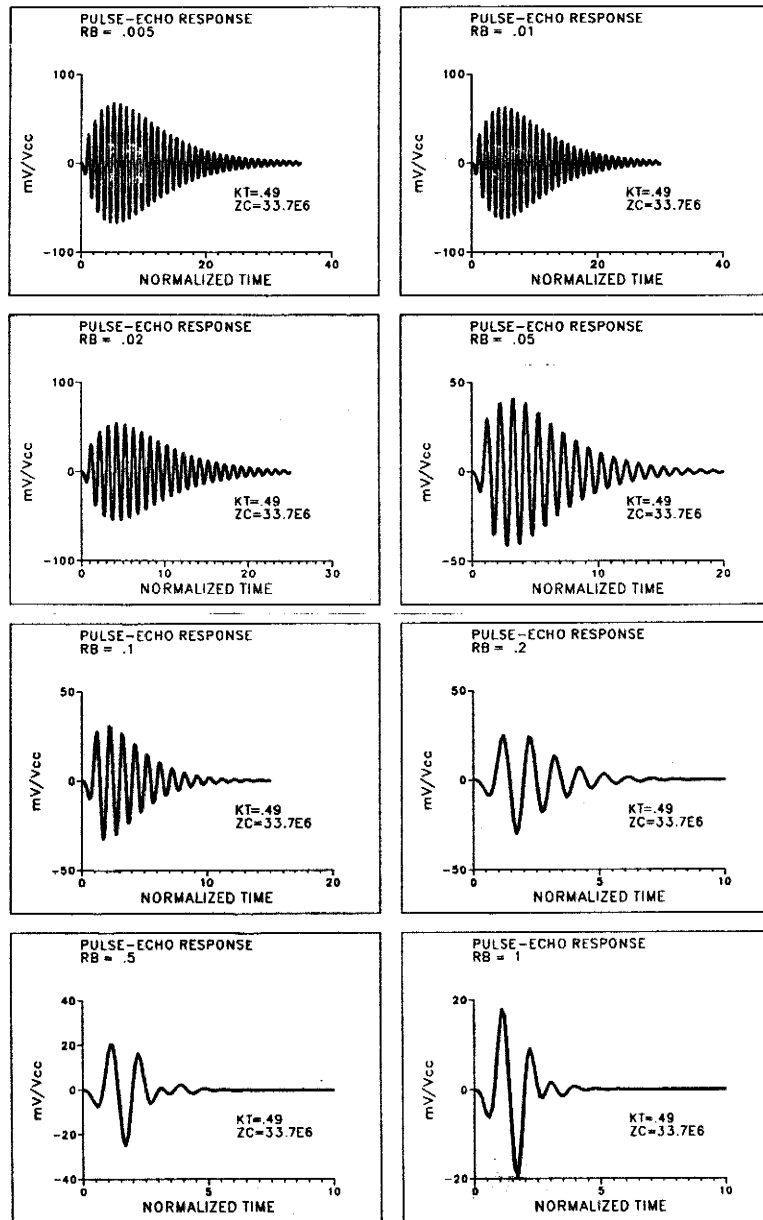 PULSE-ECHO RESPONSE
RB = .005
100
0
-100
mV/Vcc
KT=.49
ZC=33.7E6
0 20 40
NORMALIZED TIME
PULSE-ECHO RESPONSE
RB = .01
100
0
-100
mV/Vcc
KT=.49
ZC=33.7E6
0 10 20 30 40
NORMALIZED TIME
PULSE-ECHO RESPONSE
RB = .02
100
0
-100
mV/Vcc
KT=.49
ZC=33.7E6
0 10 20 30
NORMALIZED TIME
PULSE-ECHO RESPONSE
RB = .05
50
0
-50
mV/Vcc
KT=.49
ZC=33.7E6
0 10 20
NORMALIZED TIME
PULSE-ECHO RESPONSE
RB = .1
50
0
-50
mV/Vcc
KT=.49
ZC=33.7E6
0 10 20
NORMALIZED TIME
PULSE-ECHO RESPONSE
RB = .2
50
0
-50
mV/Vcc
KT=.49
ZC=33.7E6
0 5 10
NORMALIZED TIME
PULSE-ECHO RESPONSE
RB = .5
40
20
0
-20
-40
mV/Vcc
KT=.49
ZC=33.7E6
0 5 10
NORMALIZED TIME
PULSE-ECHO RESPONSE
RB = 1
20
0
-20
mV/Vcc
KT=.49
ZC=33.7E6
0 5 10
NORMALIZED TIME